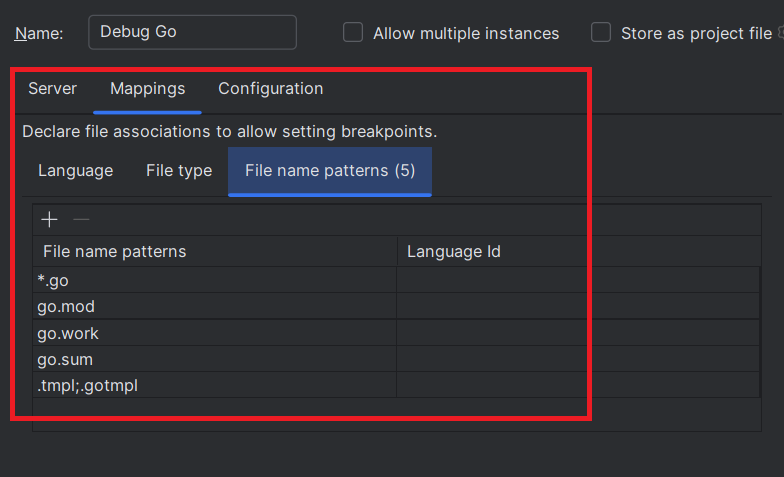 Name: Debug Go Allow multiple instances Store as project file
Server Mappings Configuration
Declare file associations to allow setting breakpoints.
Language File type File name patterns (5)
File name patterns Language Id
*.go
go.mod
go.work
go.sum
.tmpl;.gotmpl